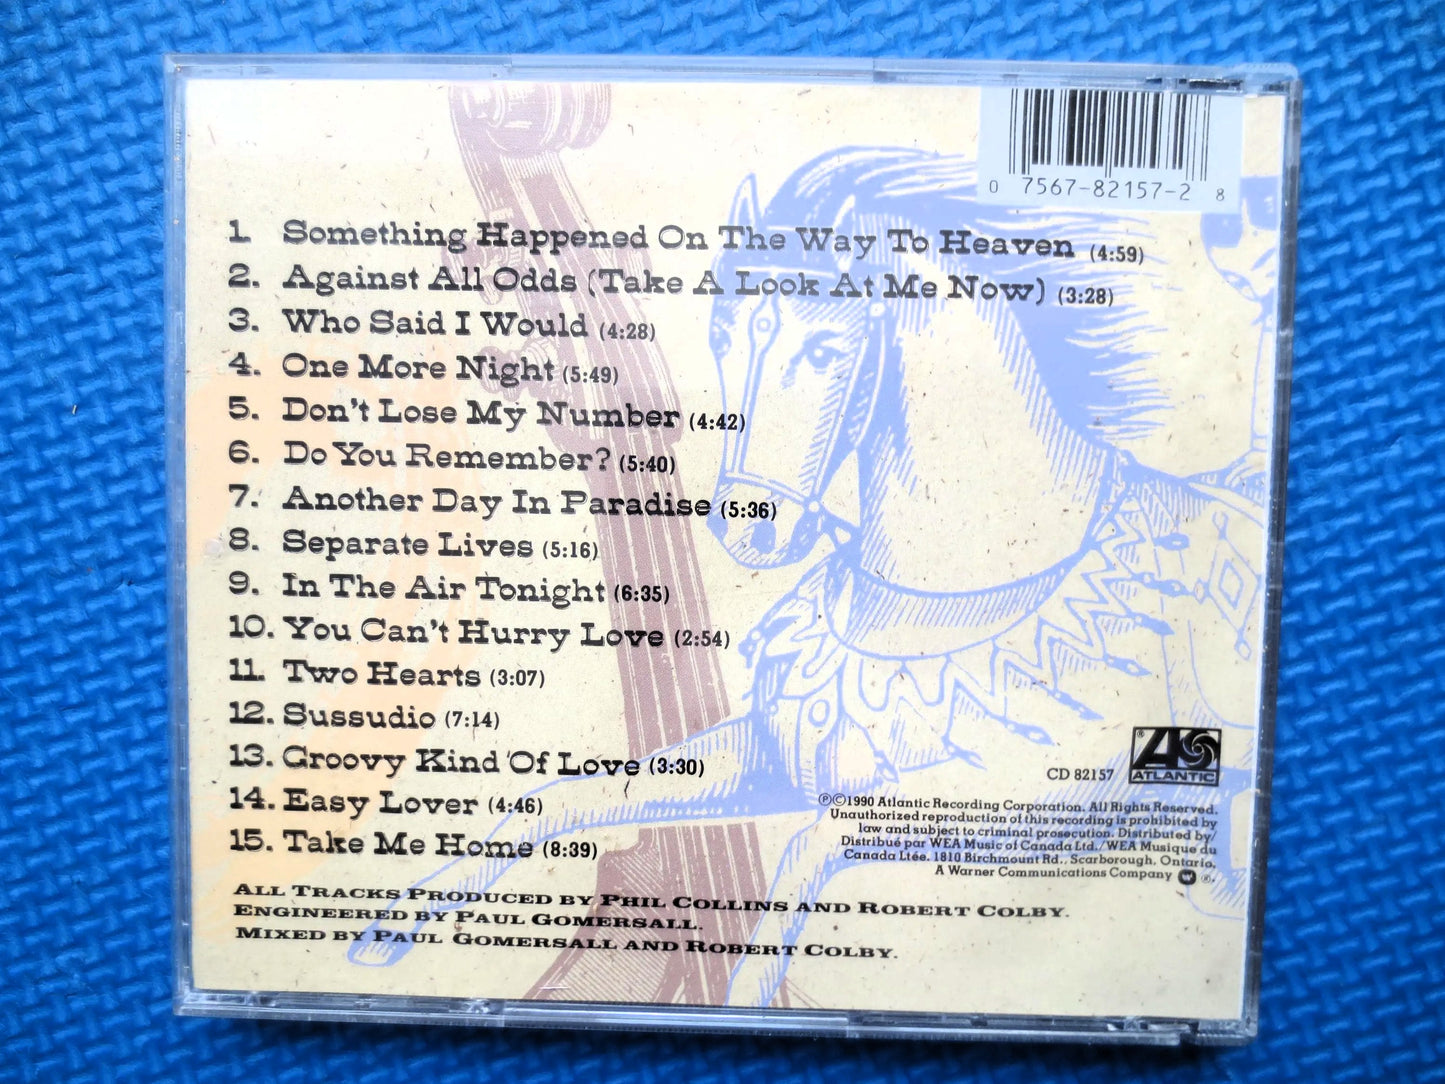 0 7567-82157-2 8
1. Something Happened On The Way To Heaven (4:59)
2. Against All Odds (Take A Look At Me Now) (3:28)
3. Who Said I Would (4:28)
4. One More Night (5:49)
5. Don't Lose My Number (4:42)
6. Do You Remember? (5:40)
7. Another Day In Paradise (5:36)
8. Separate Lives (5:16)
9. In The Air Tonight (6:35)
10. You Can't Hurry Love (2:54)
11. Two Hearts (3:07)
12. Sussudio (7:14)
13. Groovy Kind Of Love (3:30)
14. Easy Lover (4:46)
15. Take Me Home (8:39)
All Tracks Produced by Phil Collins and Robert Colby.
Engineered by Paul Gomersall.
Mixed by Paul Gomersall and Robert Colby.
CD 82157
® ATLANTIC
℗©1990 Atlantic Recording Corporation. All Rights Reserved.
Unauthorized reproduction of this recording is prohibited by
law and subject to criminal prosecution. Distributed by/
Distribué par WEA Music of Canada Ltd./WEA Musique du
Canada Ltée. 1810 Birchmount Rd., Scarborough, Ontario,
A Warner Communications Company ®.